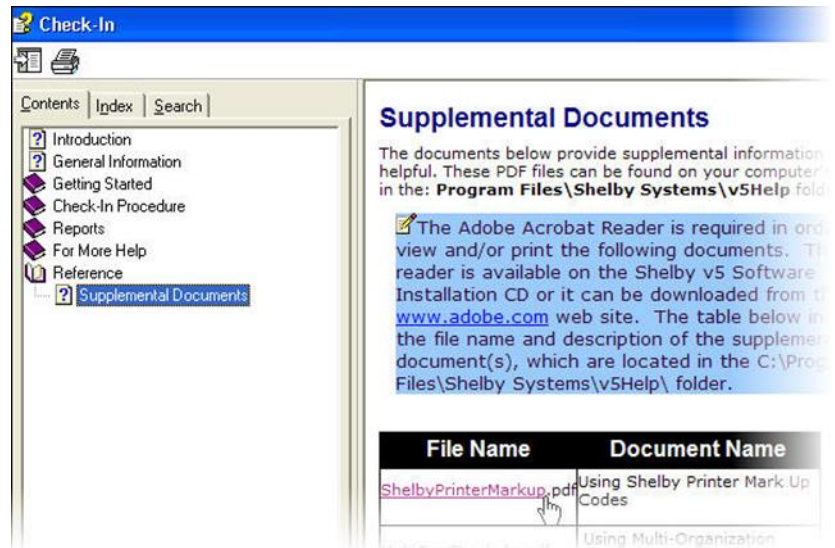 Check-In
Contents Index Search
Introduction
General Information
Getting Started
Check-In Procedure
Reports
For More Help
Reference
Supplemental Documents
Supplemental Documents
The documents below provide supplemental information
helpful. These PDF files can be found on your computer's
in the: Program Files\Shelby Systems\v5Help fold
The Adobe Acrobat Reader is required in ord
view and/or print the following documents. Th
reader is available on the Shelby v5 Software
Installation CD or it can be downloaded from t
www.adobe.com web site. The table below in
the file name and description of the supplemen
document(s), which are located in the C:\Prog
Files\Shelby Systems\v5Help\ folder.
File Name Document Name
ShelbyPrinterMarkup.pdf Using Shelby Printer Mark Up
Codes
Using Multi-Organization